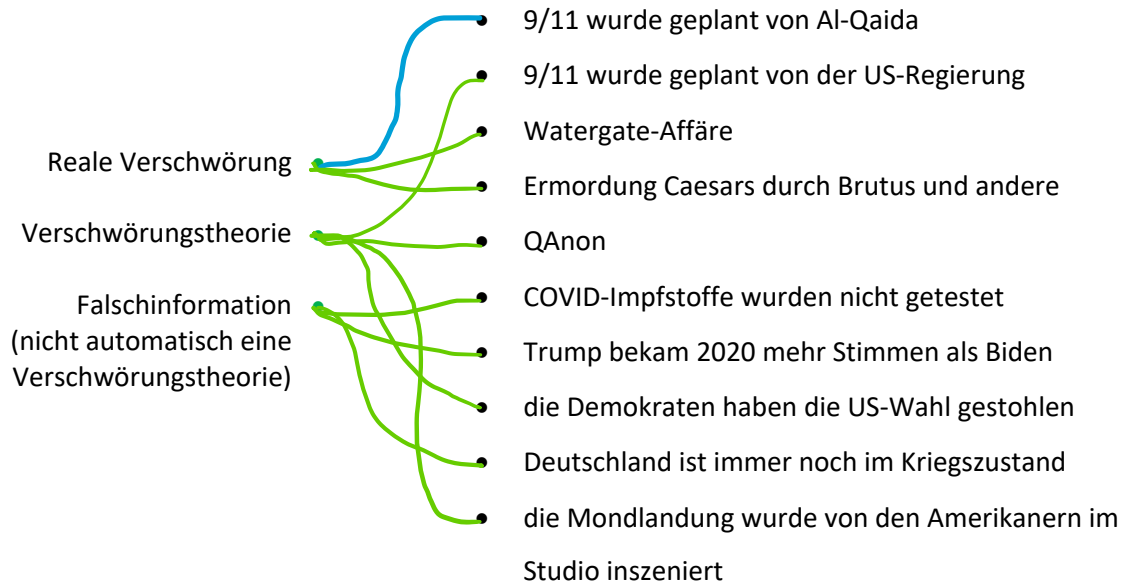 Reale Verschwörung
Verschwörungstheorie
Falschinformation
(nicht automatisch eine
Verschwörungstheorie)
9/11 wurde geplant von Al-Qaida
9/11 wurde geplant von der US-Regierung
Watergate-Affäre
Ermordung Caesars durch Brutus und andere
QAnon
COVID-Impfstoffe wurden nicht getestet
Trump bekam 2020 mehr Stimmen als Biden
die Demokraten haben die US-Wahl gestohlen
Deutschland ist immer noch im Kriegszustand
die Mondlandung wurde von den Amerikanern im
Studio inszeniert